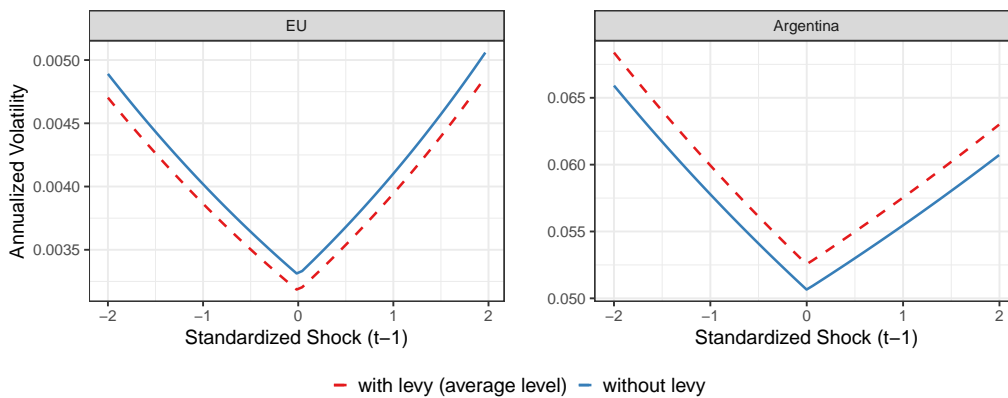 EU
Argentina
Annualized Volatility
0.0050
0.0045
0.0040
0.0035
−2
−1
0
1
2
Standardized Shock (t−1)
0.065
0.060
0.055
0.050
−2
−1
0
1
2
Standardized Shock (t−1)
with levy (average level)
without levy